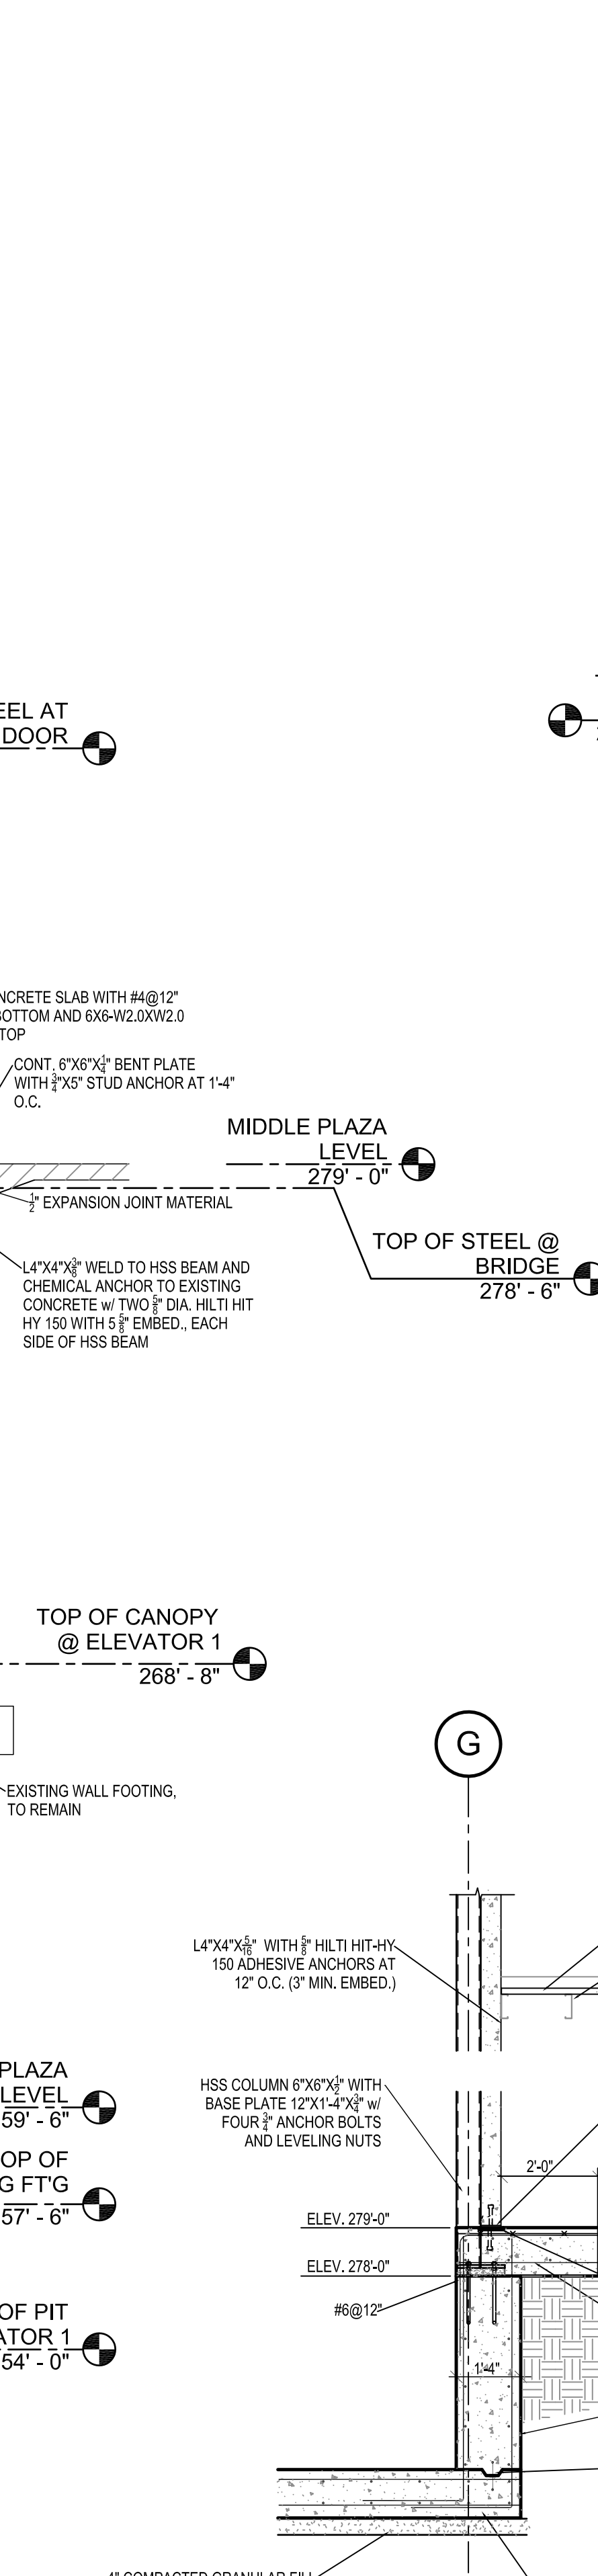 EEL AT
DOOR
NCRETE SLAB WITH #4@12"
BOTTOM AND 6X6-W2.0XW2.0
TOP
CONT. 6"X6"X1/4" BENT PLATE
WITH 3/4"X5" STUD ANCHOR AT 1'-4"
O.C.
MIDDLE PLAZA
LEVEL
279' - 0"
1/2" EXPANSION JOINT MATERIAL
TOP OF STEEL @
BRIDGE
278' - 6"
L4"X4"X3/8" WELD TO HSS BEAM AND
CHEMICAL ANCHOR TO EXISTING
CONCRETE w/ TWO 5/8" DIA. HILTI HIT
HY 150 WITH 5 5/8" EMBED., EACH
SIDE OF HSS BEAM
TOP OF CANOPY
@ ELEVATOR 1
268' - 8"
G
EXISTING WALL FOOTING,
TO REMAIN
L4"X4"X5/16" WITH 5/8" HILTI HIT-HY
150 ADHESIVE ANCHORS AT
12" O.C. (3" MIN. EMBED.)
PLAZA
LEVEL
59' - 6"
OP OF
G FT'G
57' - 6"
OF PIT
ATOR 1
54' - 0"
HSS COLUMN 6"X6"X1/2" WITH
BASE PLATE 12"X1'-4"X3/4" w/
FOUR 3/4" ANCHOR BOLTS
AND LEVELING NUTS
2'-0"
ELEV. 279'-0"
ELEV. 278'-0"
#6@12"
1'-4"
4" COMPACTED GRANULAR FILL